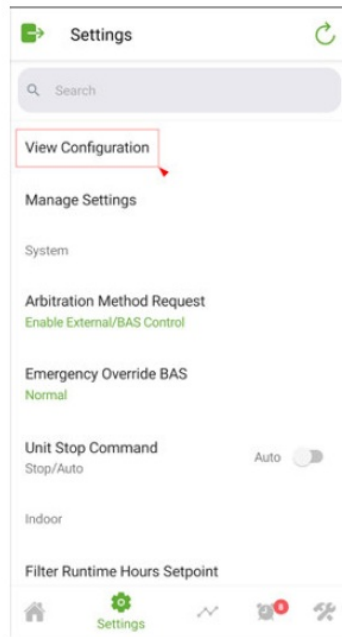 Settings
Search
View Configuration
Manage Settings
System
Arbitration Method Request
Enable External/BAS Control
Emergency Override BAS
Normal
Unit Stop Command
Auto
Stop/Auto
Indoor
Filter Runtime Hours Setpoint
8
Settings